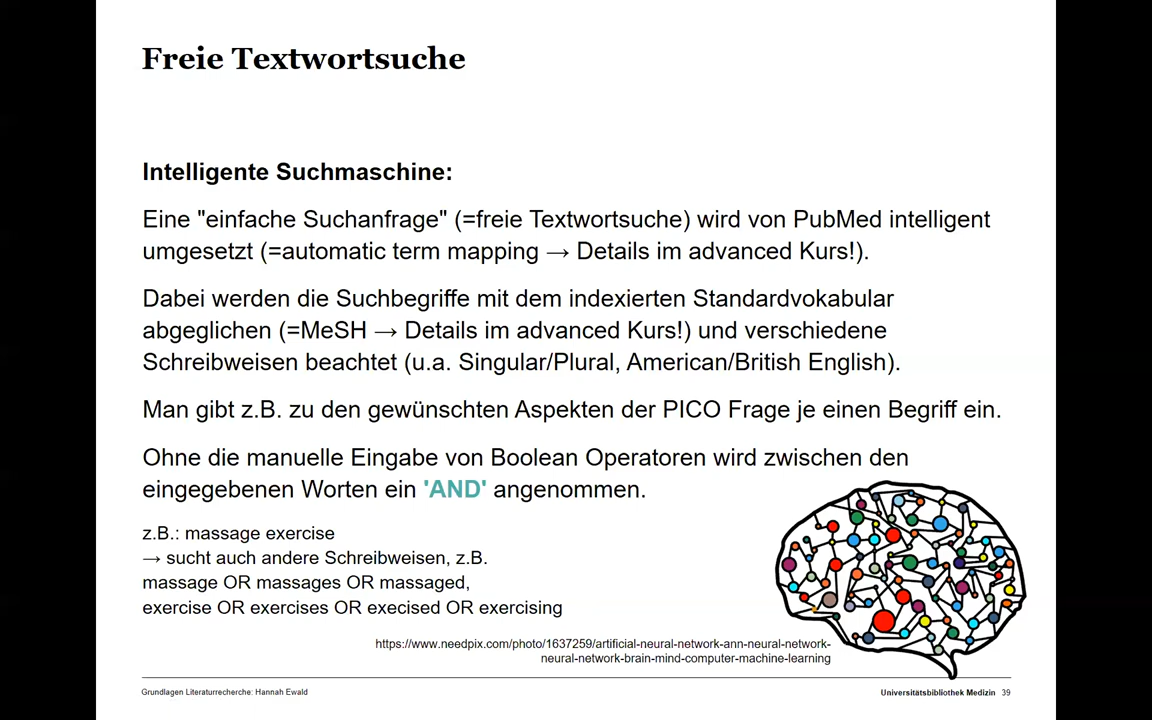 Freie Textwortsuche
Intelligente Suchmaschine:
Eine "einfache Suchanfrage" (=freie Textwortsuche) wird von PubMed intelligent
umgesetzt (=automatic term mapping → Details im advanced Kurs!).
Dabei werden die Suchbegriffe mit dem indexierten Standardvokabular
abgeglichen (=MeSH → Details im advanced Kurs!) und verschiedene
Schreibweisen beachtet (u.a. Singular/Plural, American/British English).
Man gibt z.B. zu den gewünschten Aspekten der PICO Frage je einen Begriff ein.
Ohne die manuelle Eingabe von Boolean Operatoren wird zwischen den
eingegebenen Worten ein 'AND' angenommen.
z.B.: massage exercise
→ sucht auch andere Schreibweisen, z.B.
massage OR massages OR massaged,
exercise OR exercises OR execised OR exercising
https://www.needpix.com/photo/1637259/artificial-neural-network-ann-neural-network-
neural-network-brain-mind-computer-machine-learning
Grundlagen Literaturrecherche: Hannah Ewald
Universitätsbibliothek Medizin 39